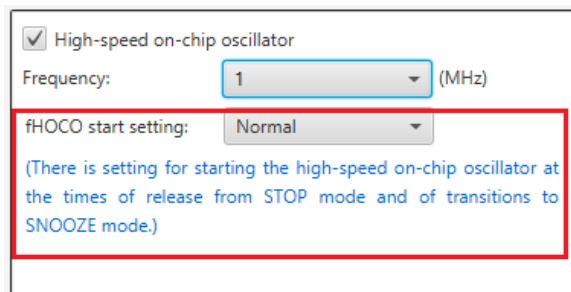 High-speed on-chip oscillator
Frequency: 1 (MHz)
fHOCO start setting: Normal
(There is setting for starting the high-speed on-chip oscillator at
the times of release from STOP mode and of transitions to
SNOOZE mode.)